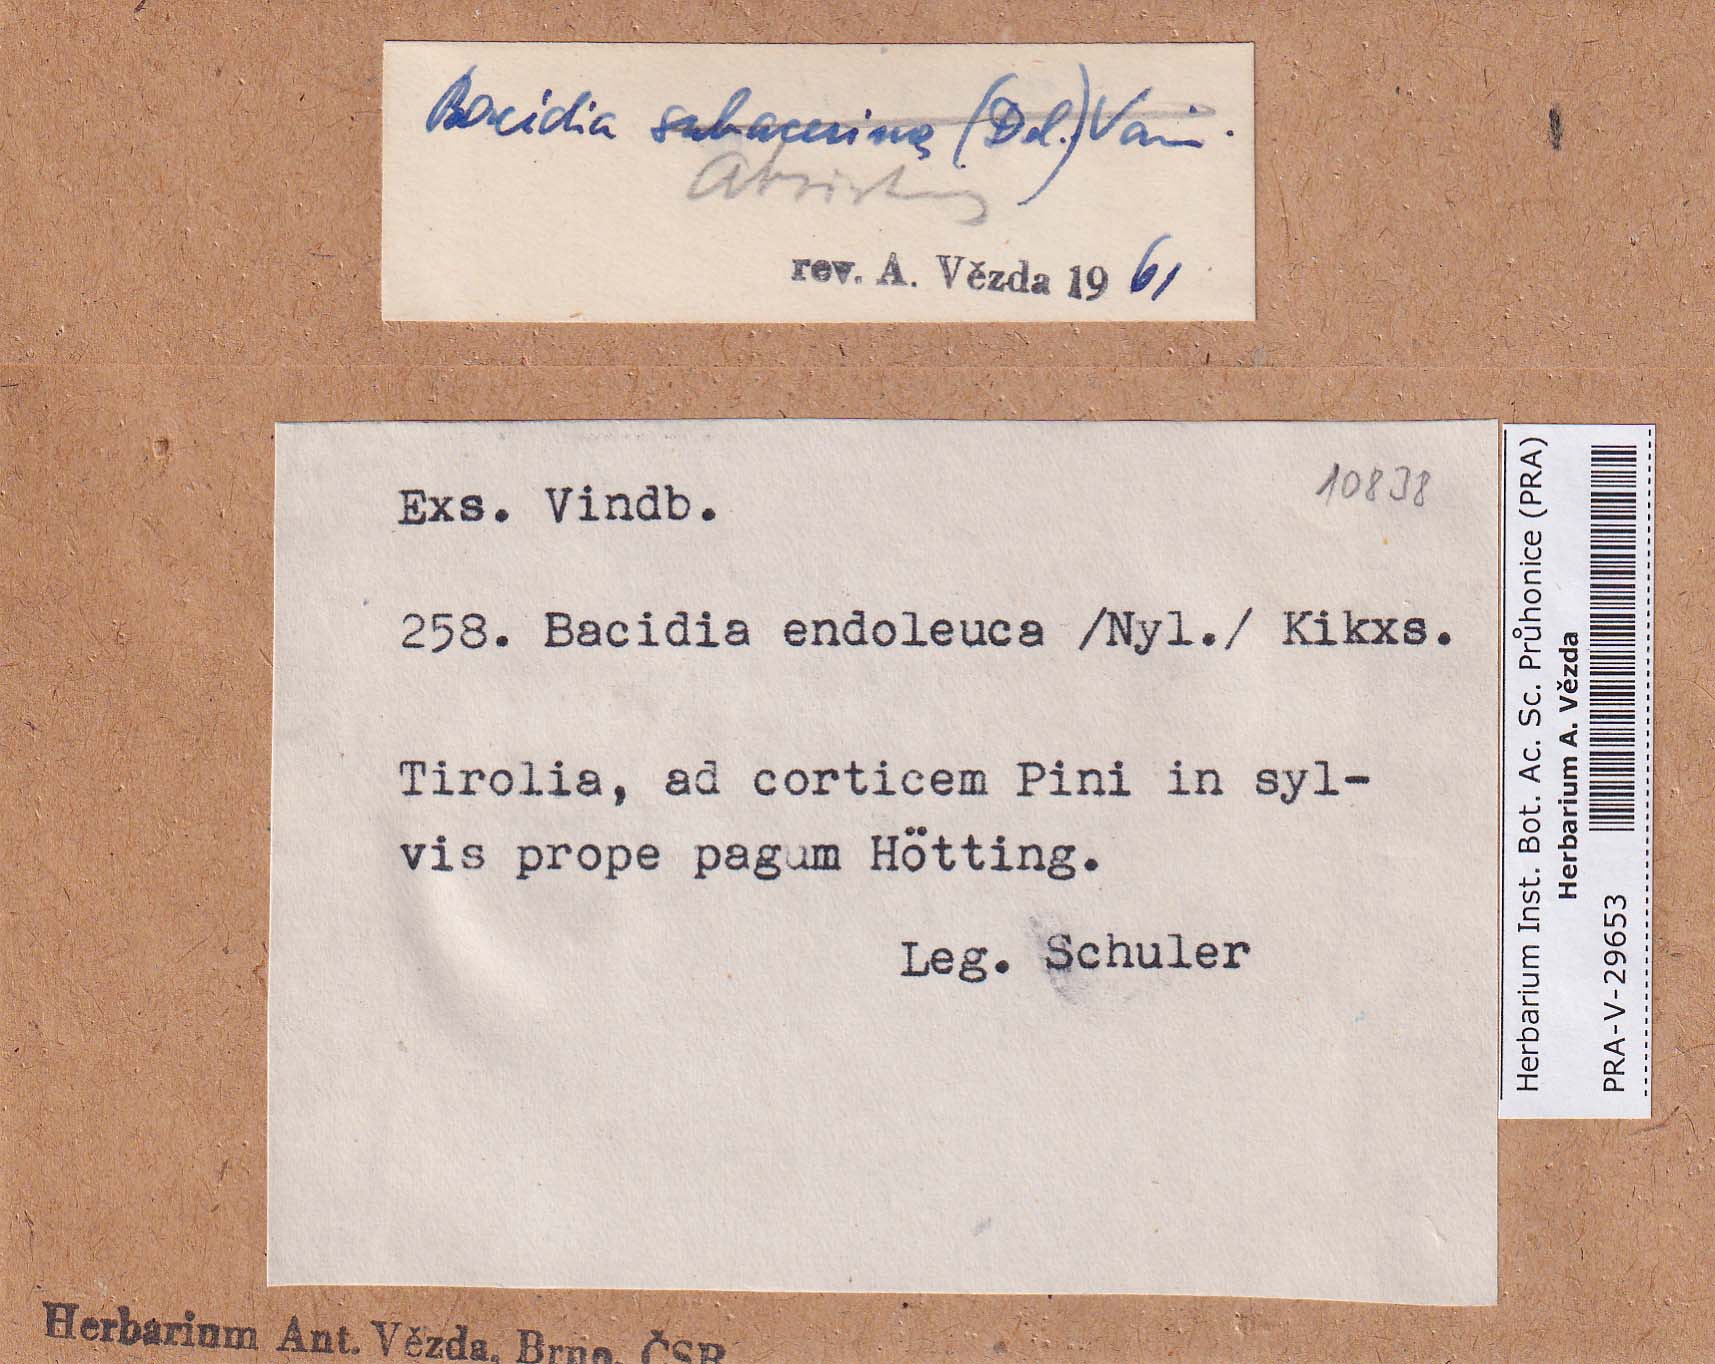 Bacidia subacerina (Del.) Vain.
rev. A. Vězda 1961
10838
Exs. Vindb.
258. Bacidia endoleuca /Nyl./ Kikxs.
Tirolia, ad corticem Pini in syl-
vis prope pagum Hötting.
Leg. Schuler
Herbarium Inst. Bot. Ac. Sc. Průhonice (PRA)
Herbarium A. Vězda
PRA-V-29653
Herbarium Ant. Vězda, Brno, ČSR